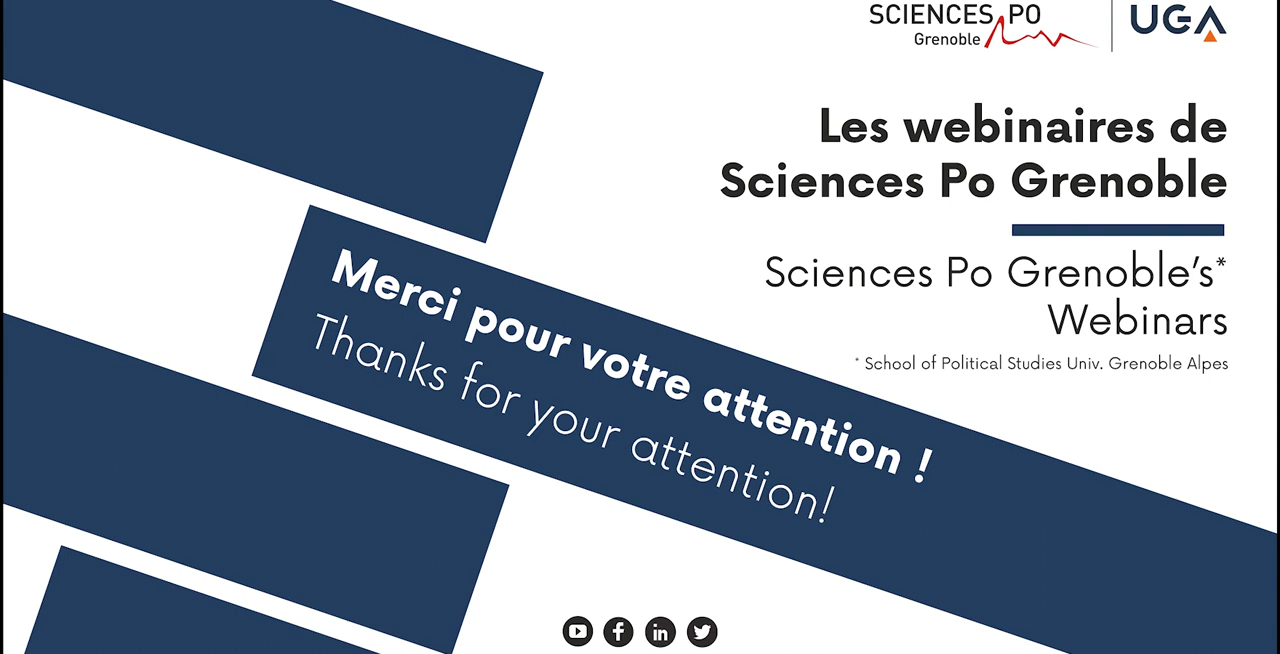 SCIENCES PO
Grenoble
UGA
Les webinaires de
Sciences Po Grenoble
Sciences Po Grenoble's*
Webinars
* School of Political Studies Univ. Grenoble Alpes
Merci pour votre attention !
Thanks for your attention!